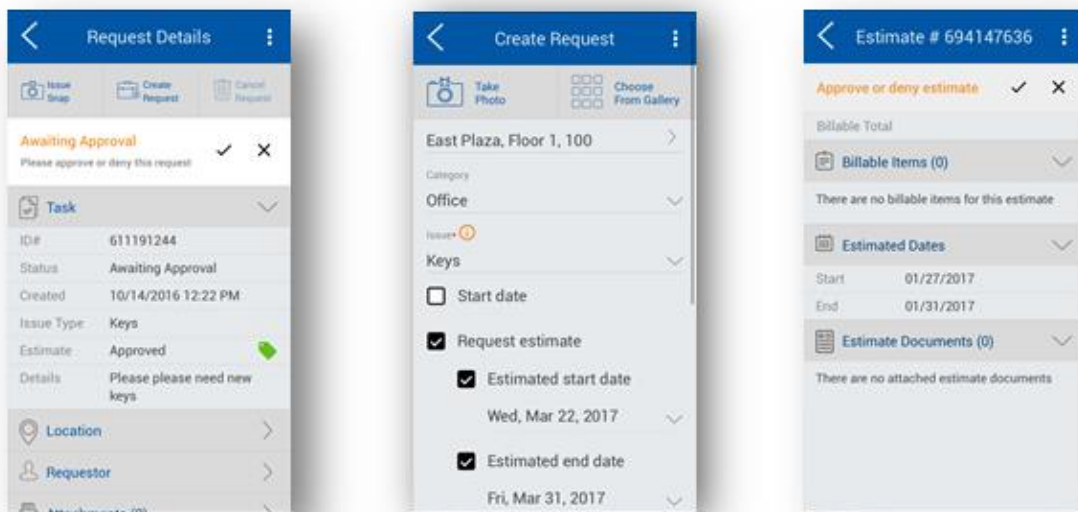 Request Details
Issue Snap
Create Request
Cancel Request
Awaiting Approval
Please approve or deny this request
Task
ID# 611191244
Status Awaiting Approval
Created 10/14/2016 12:22 PM
Issue Type Keys
Estimate Approved
Details Please please need new
keys
Location
Requestor
Attachments (0)
Create Request
Take
Photo
Choose
From Gallery
East Plaza, Floor 1, 100
Category
Office
Issue*
Keys
Start date
Request estimate
Estimated start date
Wed, Mar 22, 2017
Estimated end date
Fri, Mar 31, 2017
Estimate # 694147636
Approve or deny estimate
Billable Total
Billable Items (0)
There are no billable items for this estimate
Estimated Dates
Start 01/27/2017
End 01/31/2017
Estimate Documents (0)
There are no attached estimate documents